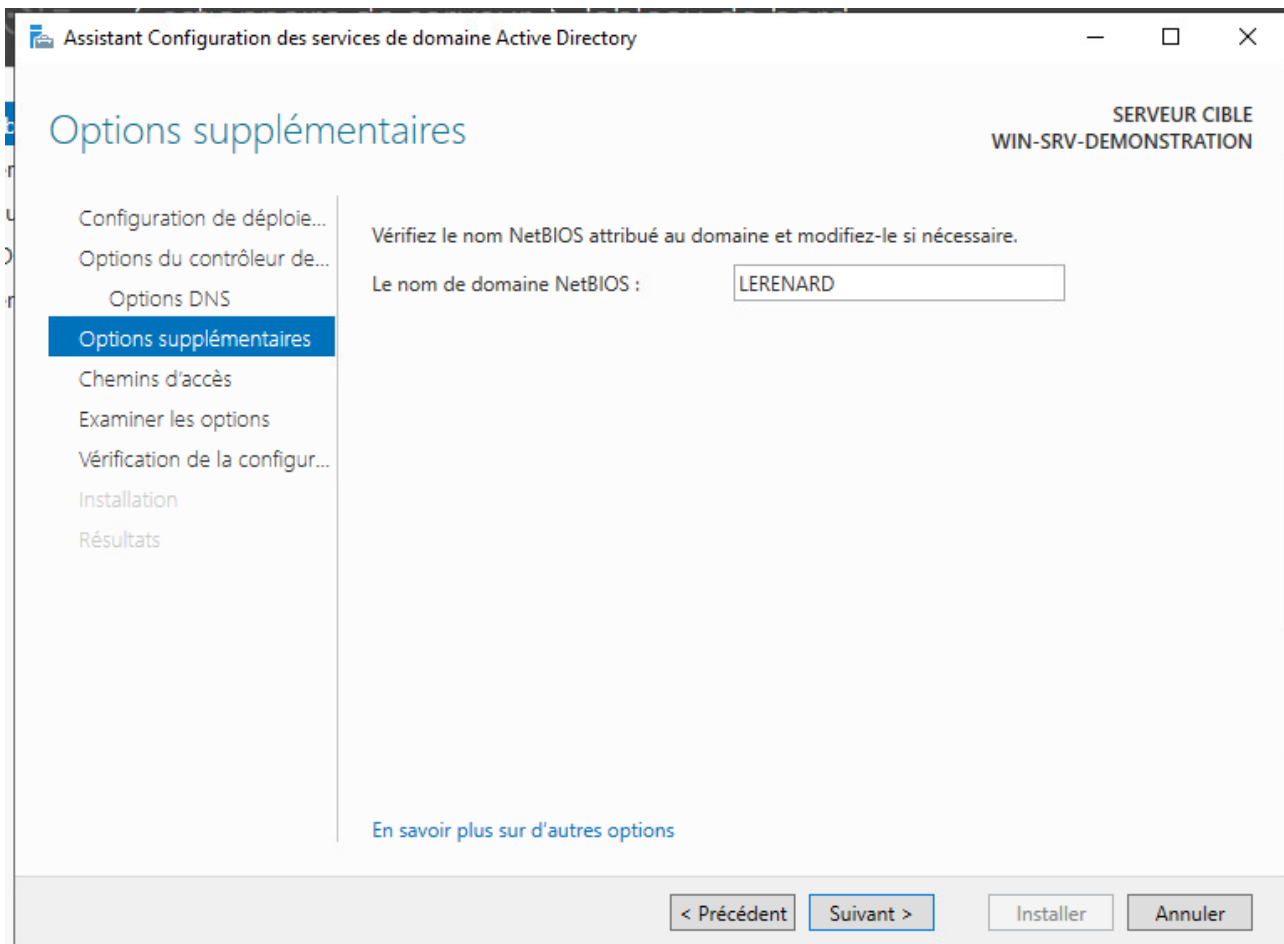 Assistant Configuration des services de domaine Active Directory
Options supplémentaires
SERVEUR CIBLE
WIN-SRV-DEMONSTRATION
Configuration de déploie...
Options du contrôleur de...
Options DNS
Options supplémentaires
Chemins d'accès
Examiner les options
Vérification de la configur...
Installation
Résultats
Vérifiez le nom NetBIOS attribué au domaine et modifiez-le si nécessaire.
Le nom de domaine NetBIOS :
LERENARD
En savoir plus sur d'autres options
< Précédent
Suivant >
Installer
Annuler